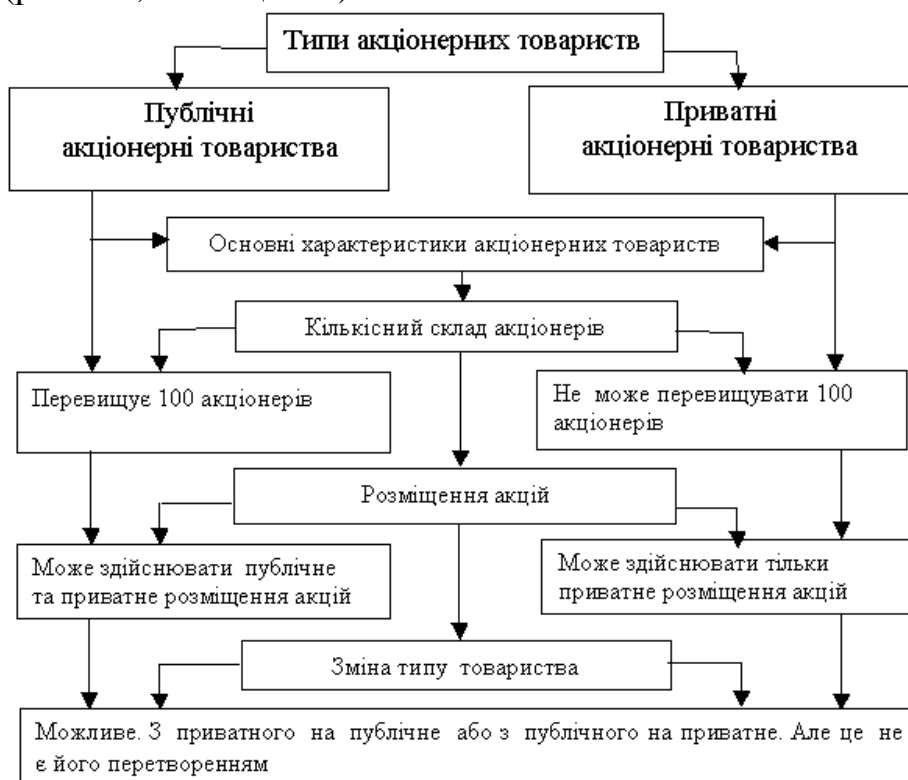 Типи акціонерних товариств
Публічні
акціонерні товариства
Приватні
акціонерні товариства
Основні характеристики акціонерних товариств
Кількісний склад акціонерів
Перевищує 100 акціонерів
Не може перевищувати 100
акціонерів
Розміщення акцій
Може здійснювати публічне
та приватне розміщення акцій
Може здійснювати тільки
приватне розміщення акцій
Зміна типу товариства
Можливе. З приватного на публічне або з публічного на приватне. Але це не
є його перетворенням